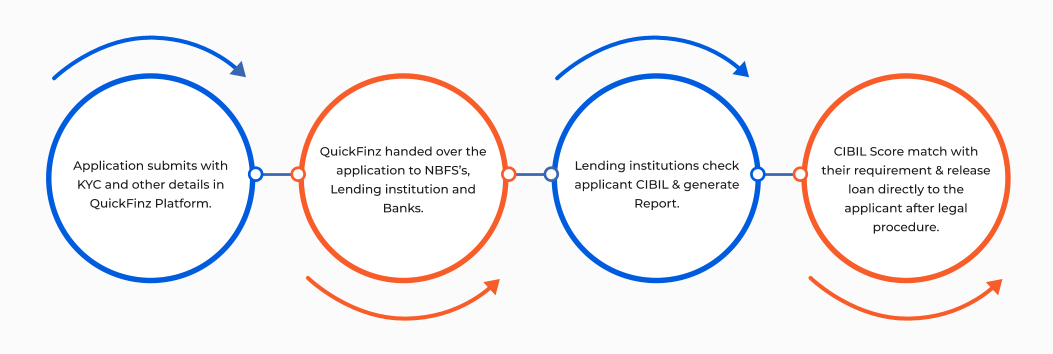 Application submits with
KYC and other details in
QuickFinz Platform.
QuickFinz handed over the
application to NBFS's,
Lending institution and
Banks.
Lending institutions check
applicant CIBIL & generate
Report.
CIBIL Score match with
their requirement & release
loan directly to the
applicant after legal
procedure.